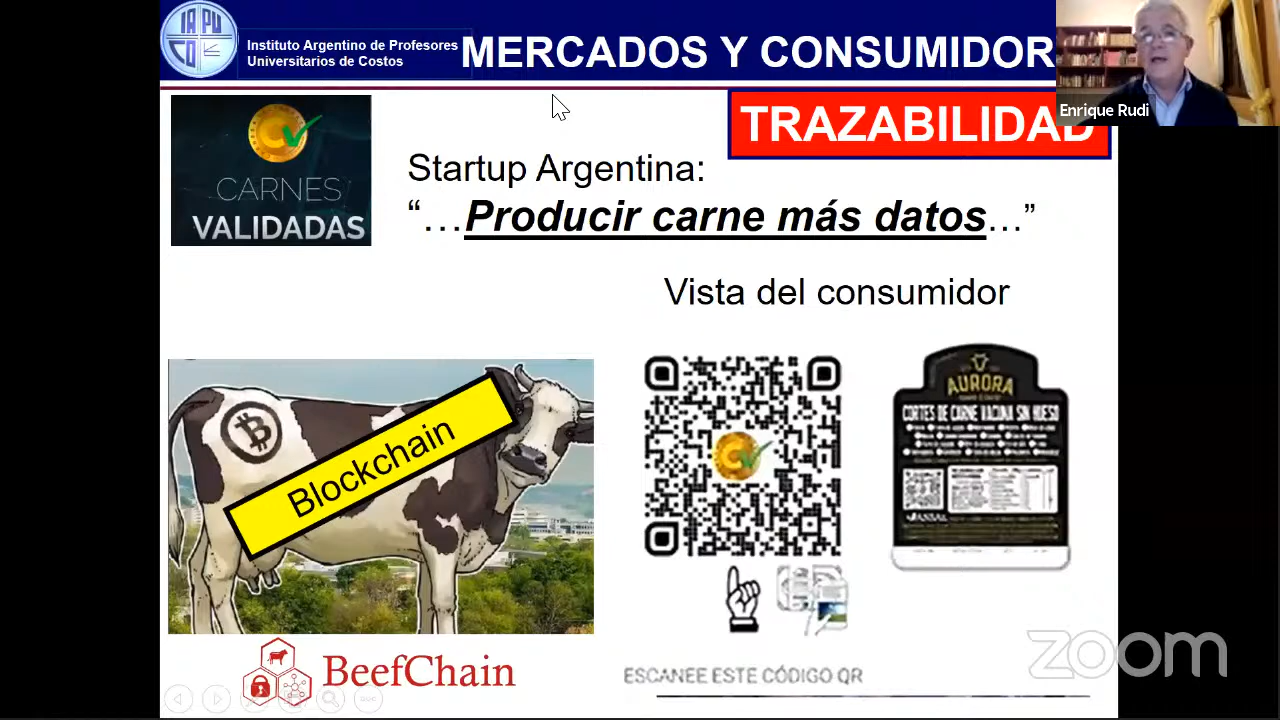 IAPUCO
Instituto Argentino de Profesores
Universitarios de Costos
MERCADOS Y CONSUMIDOR
Enrique Rudi
TRAZABILIDAD
CARNES
VALIDADAS
Startup Argentina:
“…Producir carne más datos…”
Vista del consumidor
Blockchain
AURORA
CORTES DE CARNE VACUNA SIN HUESO
BeefChain
ESCANEE ESTE CÓDIGO QR
zoom